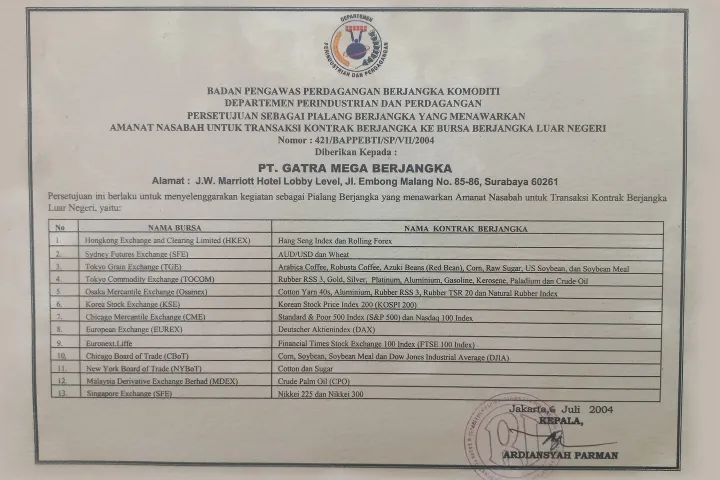 DEPARTEMEN
PERINDUSTRIAN DAN PERDAGANGAN
BADAN PENGAWAS PERDAGANGAN BERJANGKA KOMODITI
DEPARTEMEN PERINDUSTRIAN DAN PERDAGANGAN
PERSETUJUAN SEBAGAI PIALANG BERJANGKA YANG MENAWARKAN
AMANAT NASABAH UNTUK TRANSAKSI KONTRAK BERJANGKA KE BURSA BERJANGKA LUAR NEGERI
Nomor : 421/BAPPEBTI/SP/VII/2004
Diberikan Kepada :
PT. GATRA MEGA BERJANGKA
Alamat : J.W. Marriott Hotel Lobby Level, Jl. Embong Malang No. 85-86, Surabaya 60261
Persetujuan ini berlaku untuk menyelenggarakan kegiatan sebagai Pialang Berjangka yang menawarkan Amanat Nasabah untuk Transaksi Kontrak Berjangka
Luar Negeri, yaitu:
No NAMA BURSA NAMA KONTRAK BERJANGKA
1 Hongkong Exchange and Clearing Limited (HKEX) Hang Seng Index and Rolling Forex
2. Sydney Futures Exchange (SFE) AUD/USD dan Wheat
3. Tokyo Grain Exchange (TGE) Arabica Coffee, Robusta Coffee, Azuki Beans (Red Bean), Corn, Raw Sugar, US Soybean, dan Soybean Meal
4. Tokyo Commodity Exchange (TOCOM) Rubber RSS 3, Gold, Silver, Platinum, Aluminium, Gasoline, Kerosene, Paladium dan Crude Oil
5. Osaka Mercantile Exchange (Osamex) Cotton Yarn 40s, Aluminium, Rubber RSS 3, Rubber TSR 20 dan Natural Rubber Index
6. Korea Stock Exchange (KSE) Korean Stock Price Index 200 (KOSPI 200)
7. Chicago Mercantile Exchange (CME) Standard & Poor 500 Index (S&P 500) dan Nasdaq 100 Index
8. European Exchange (EUREX) Deutscher Aktienindex (DAX)
9. Euronext.Liffe Financial Times Stock Exchange 100 Index (FTSE 100 Index)
10. Chicago Board of Trade (CBoT) Corn, Soybean, Soybean Meal dan Dow Jones Industrial Average (DJIA)
11. New York Board of Trade (NYBoT) Cotton dan Sugar
12. Malaysia Derivative Exchange Berhad (MDEX) Crude Palm Oil (CPO)
13. Singapore Exchange (SFE) Nikkei 225 dan Nikkei 300
Jakarta, 6 Juli 2004
KEPALA,
ARDIANSYAH PARMAN